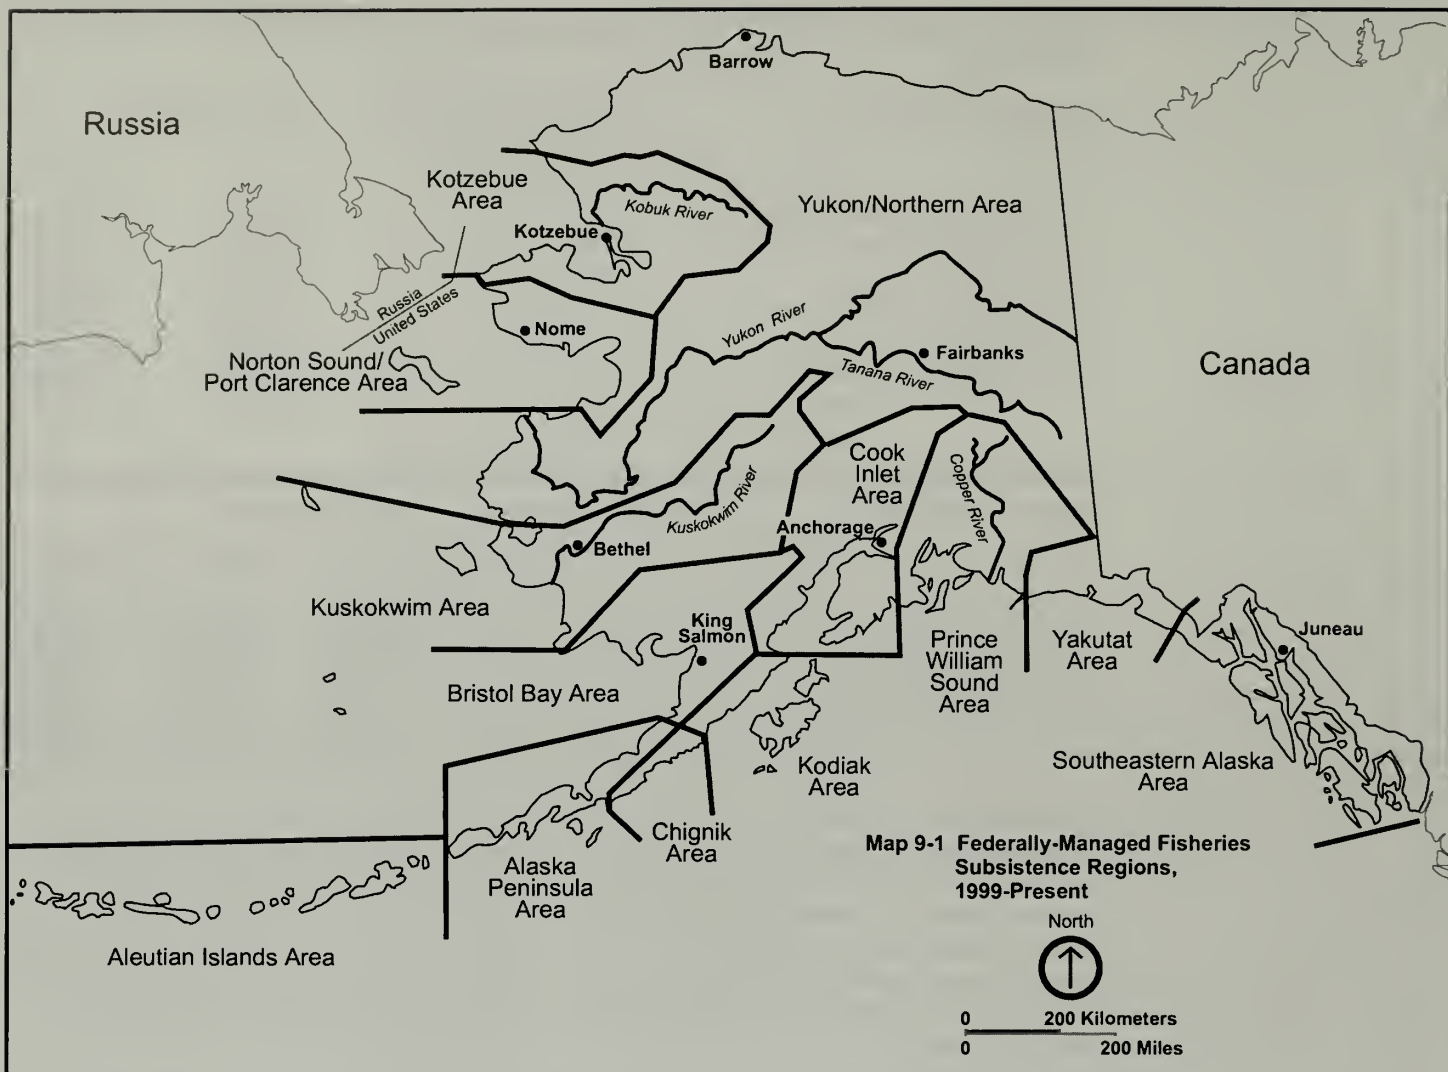 Barrow
Russia
Kotzebue
Area
Kobuk River
Yukon/Northern Area
Kotzebue
Russia
United States
Nome
Yukon River
Fairbanks
Norton Sound/
Port Clarence Area
Tanana River
Canada
Cook
Inlet
Area
Copper River
Kuskokwim River
Anchorage
Bethel
Kuskokwim Area
King
Salmon
Prince
William
Sound
Area
Yakutat
Area
Juneau
Bristol Bay Area
Kodiak
Area
Southeastern Alaska
Area
Chignik
Area
Alaska
Peninsula
Area
Aleutian Islands Area
Map 9-1 Federally-Managed Fisheries
Subsistence Regions,
1999-Present
North
0 200 Kilometers
0 200 Miles